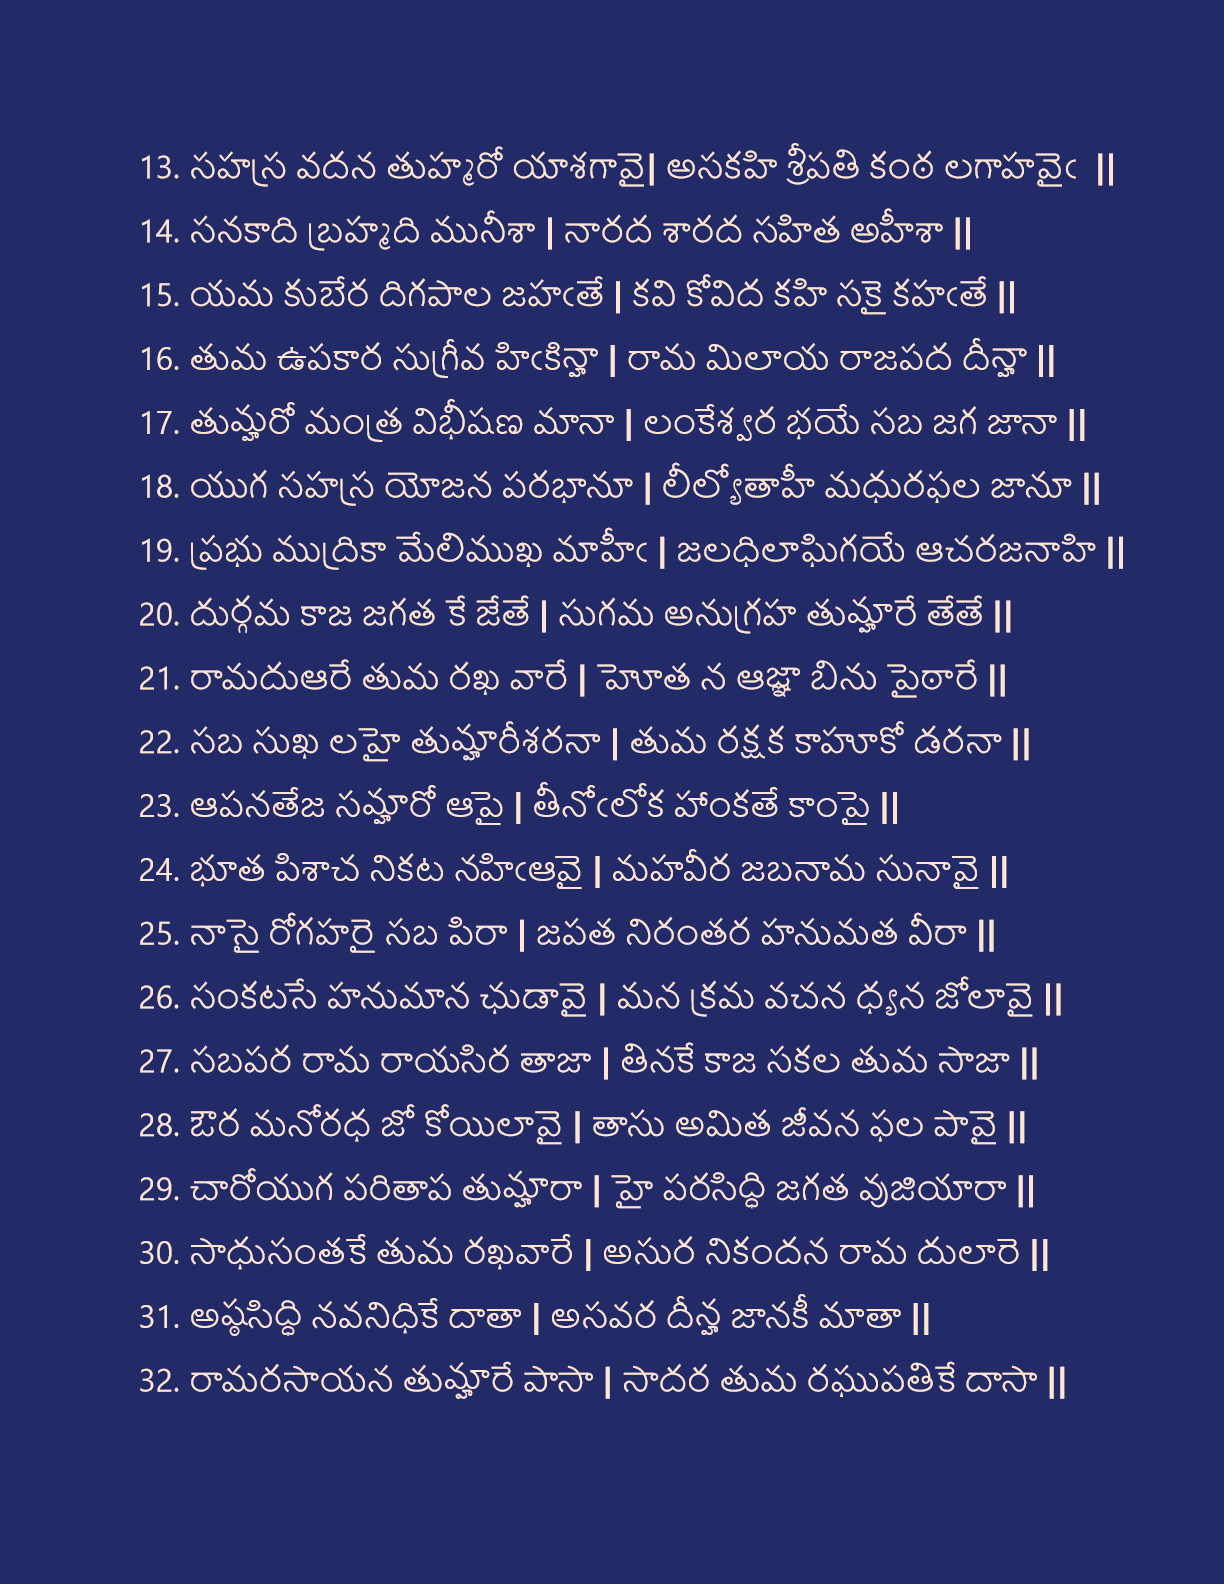 13. సహస్ర వదన తుహ్మరో యాశగావై| అసకహి శ్రీపతి కంఠ లగాహవైఁ ||
14. సనకాది బ్రహ్మది మునీశా | నారద శారద సహిత అహీశా ||
15. యమ కుబేర దిగపాల జహఁతే | కవి కోవిద కహి సకై కహఁతే ||
16. తుమ ఉపకార సుగ్రీవ హిఁకిన్హా | రామ మిలాయ రాజపద దీన్హా ||
17. తుమ్హరో మంత్ర విభీషణ మానా | లంకేశ్వర భయే సబ జగ జానా ||
18. యుగ సహస్ర యోజన పరభానూ | లీల్యోతాహీ మధురఫల జానూ ||
19. ప్రభు ముద్రికా మేలిముఖ మాహీఁ | జలధిలాఘిగయే ఆచరజనాహి ||
20. దుర్గమ కాజ జగత కే జేతే | సుగమ అనుగ్రహ తుమ్హారే తేతే ||
21. రామదుఆరే తుమ రఖ వారే | హెూత న ఆజ్ఞా బిను పైఠారే ||
22. సబ సుఖ లహై తుమ్హారీశరనా | తుమ రక్షక కాహూకో డరనా ||
23. ఆపనతేజ సమ్హారో ఆపై | తీనోఁలోక హాంకతే కాంపై ||
24. భూత పిశాచ నికట నహిఁఆవై | మహవీర జబనామ సునావై ||
25. నాసై రోగహరై సబ పిరా | జపత నిరంతర హనుమత వీరా ||
26. సంకటసే హనుమాన ఛుడావై | మన క్రమ వచన ధ్యన జోలావై ||
27. సబపర రామ రాయసిర తాజా | తినకే కాజ సకల తుమ సాజా ||
28. ఔర మనోరధ జో కోయిలావై | తాసు అమిత జీవన ఫల పావై ||
29. చారోయుగ పరితాప తుమ్హారా | హై పరసిద్ధి జగత వుజియారా ||
30. సాధుసంతకే తుమ రఖవారే | అసుర నికందన రామ దులారె ||
31. అష్ఠసిద్ధి నవనిధికే దాతా | అసవర దీన్హ జానకీ మాతా ||
32. రామరసాయన తుమ్హారే పాసా | సాదర తుమ రఘుపతికే దాసా ||